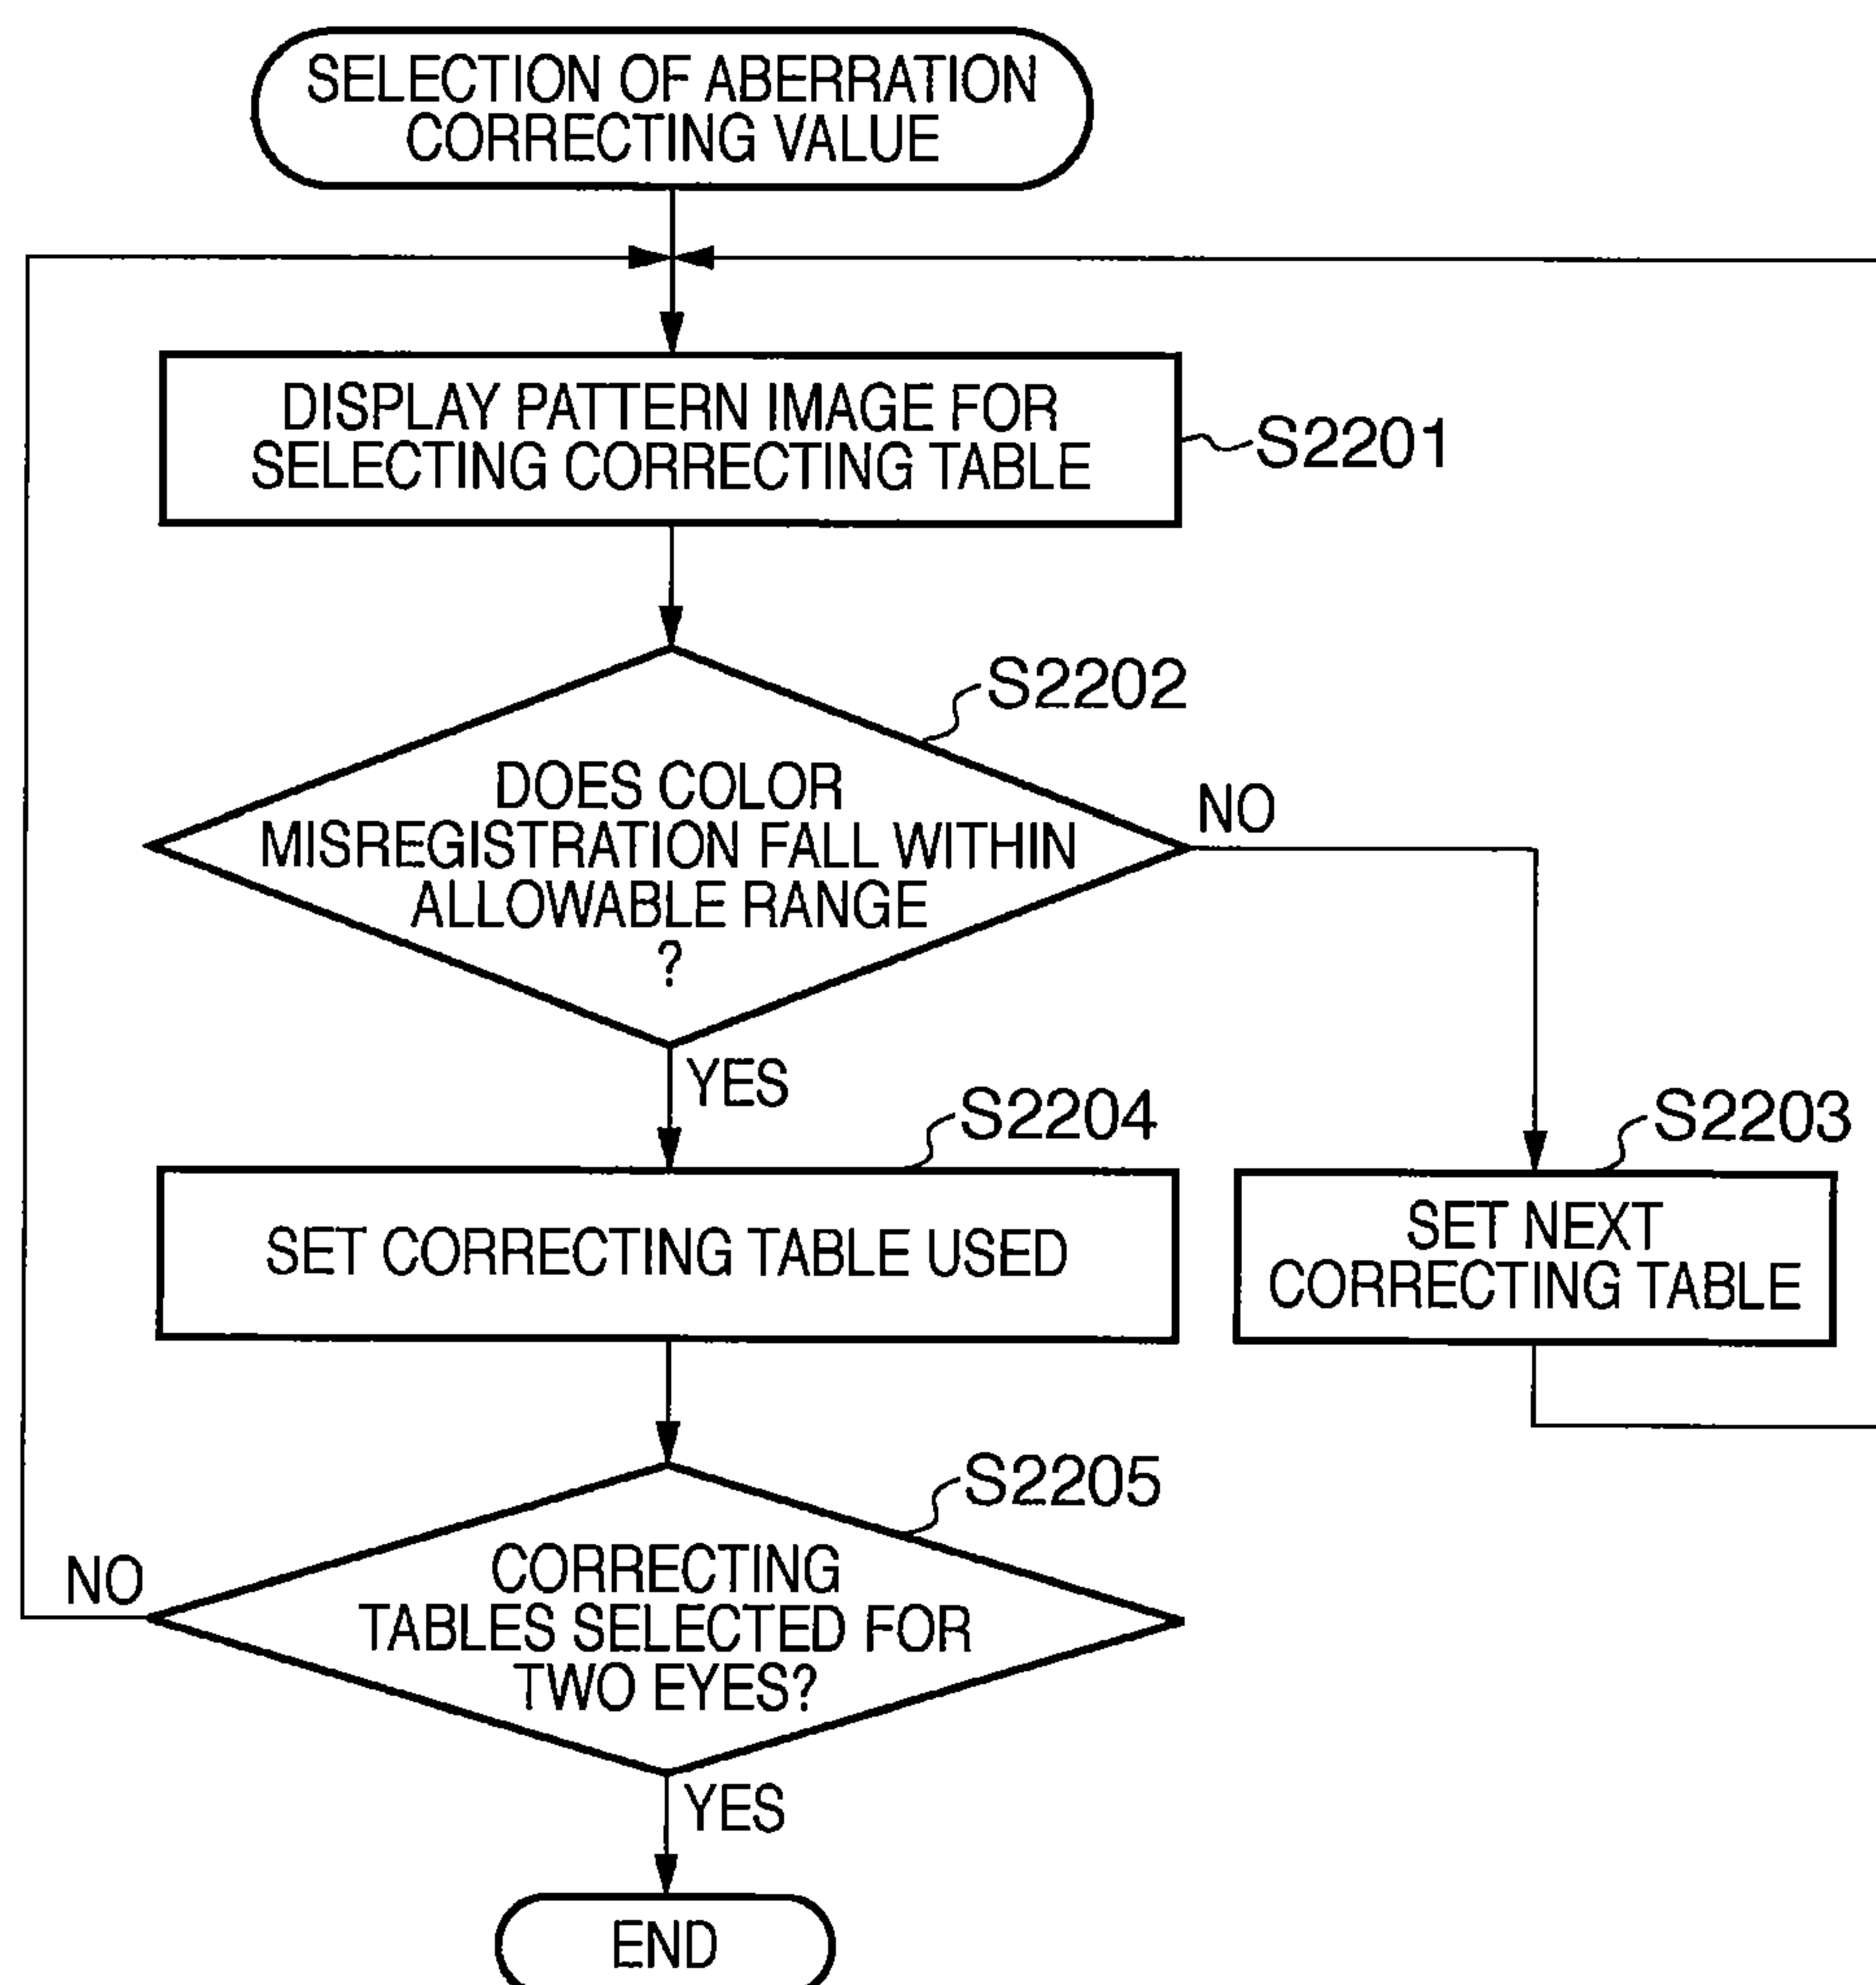 SELECTION OF ABERRATION
CORRECTING VALUE
DISPLAY PATTERN IMAGE FOR
SELECTING CORRECTING TABLE
S2201
S2202
DOES COLOR
MISREGISTRATION FALL WITHIN
ALLOWABLE RANGE
?
NO
YES
S2204
SET CORRECTING TABLE USED
S2203
SET NEXT
CORRECTING TABLE
S2205
CORRECTING
TABLES SELECTED FOR
TWO EYES?
NO
YES
END